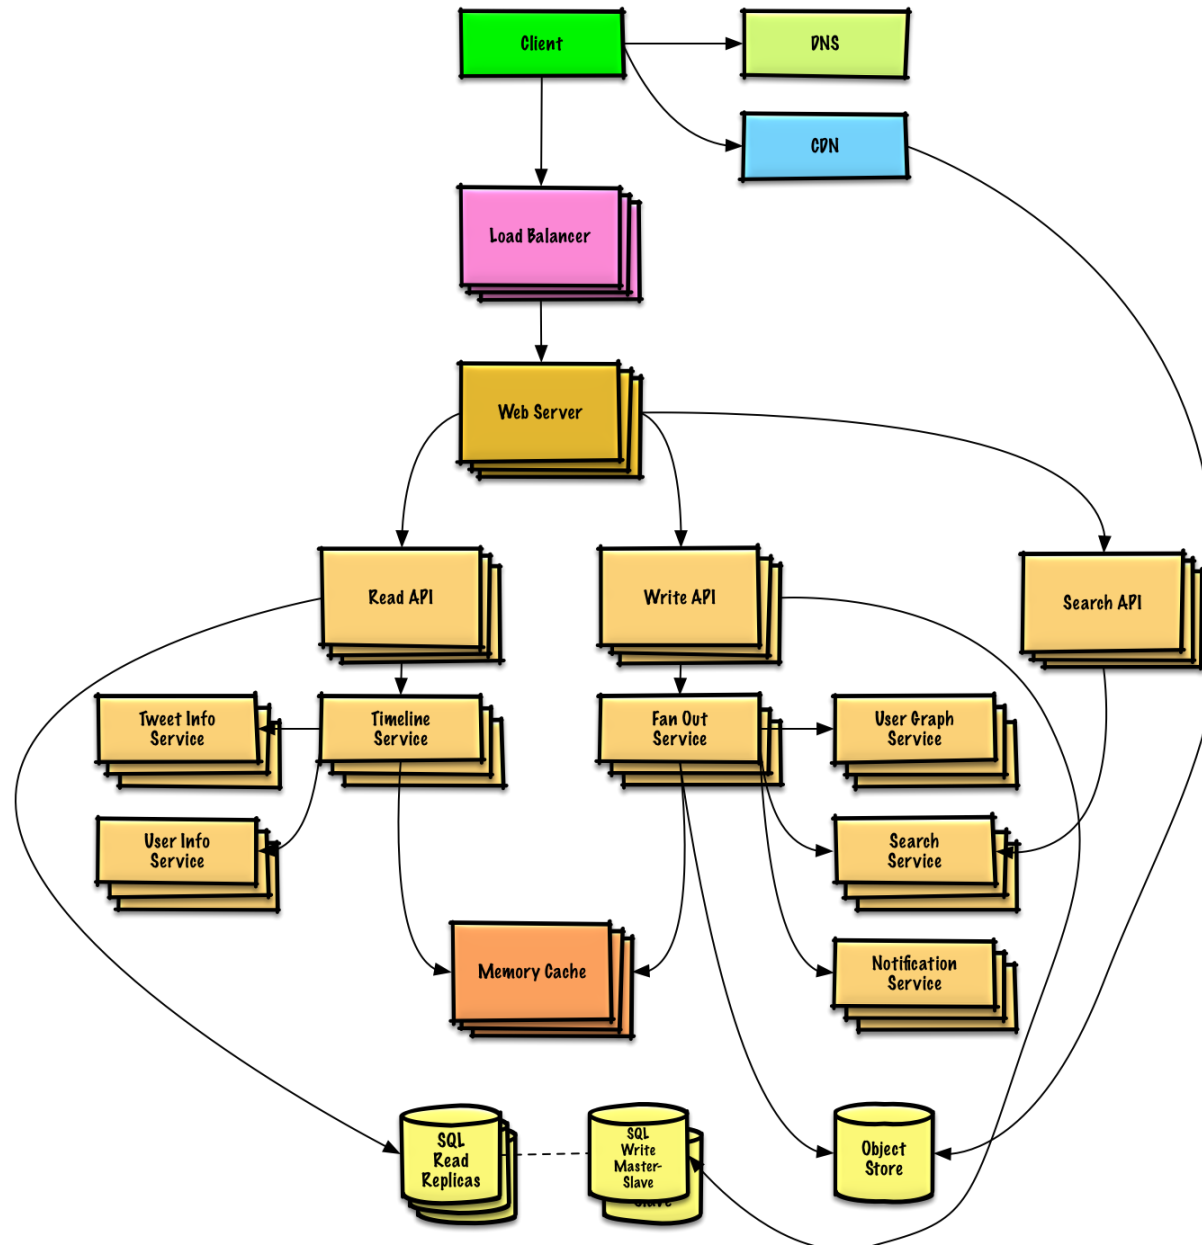 Client
DNS
CDN
Load Balancer
Web Server
Read API
Write API
Search API
Tweet Info
Service
Timeline
Service
Fan Out
Service
User Graph
Service
User Info
Service
Search
Service
Memory Cache
Notification
Service
SQL
Read
Replicas
SQL
Write
Master-
Slave
Slave
Object
Store